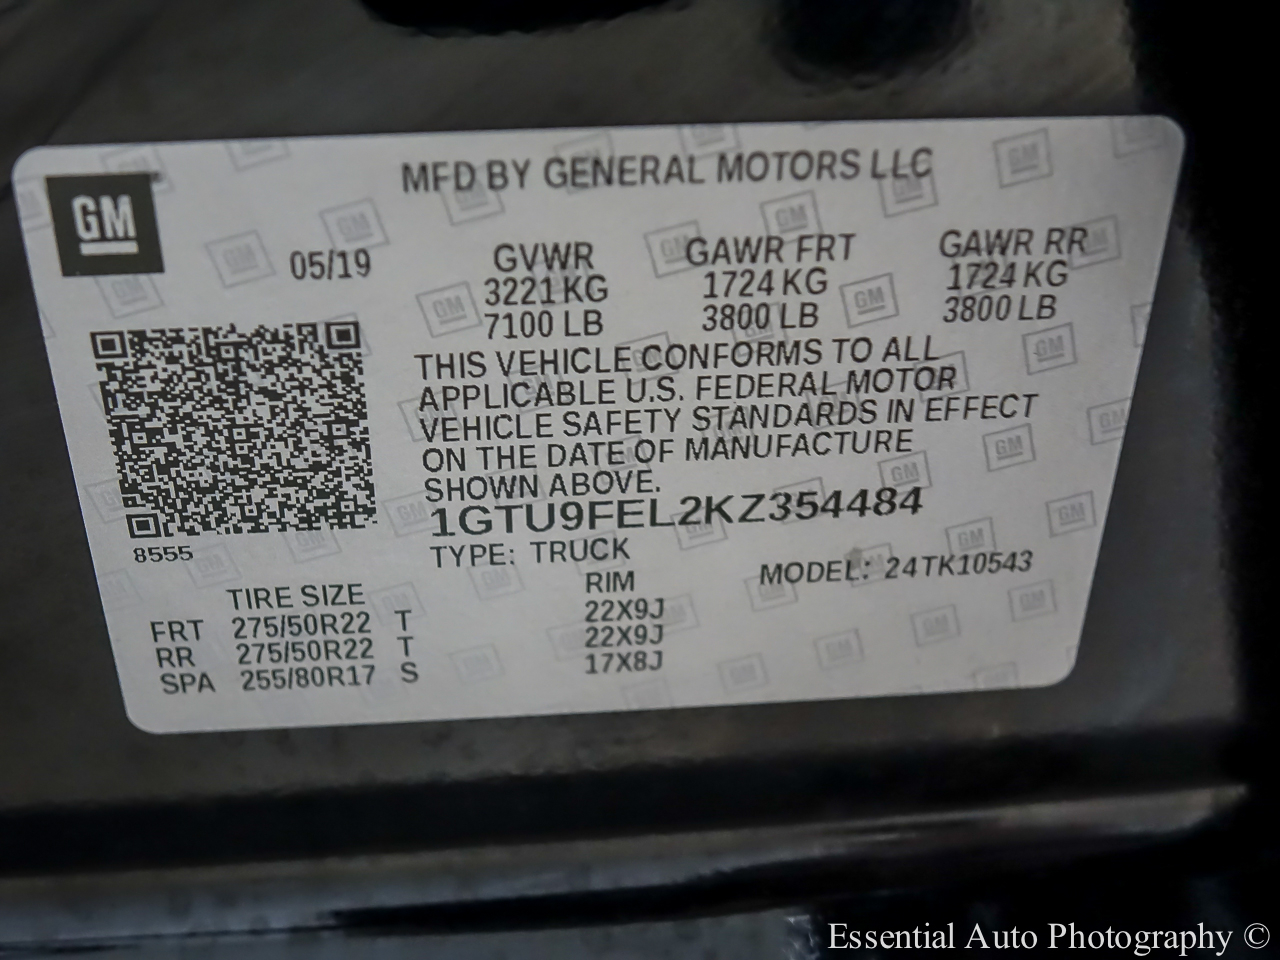 GM
MFD BY GENERAL MOTORS LLC
05/19
GVWR GAWR FRT GAWR RR
3221 KG 1724 KG 1724 KG
7100 LB 3800 LB 3800 LB
THIS VEHICLE CONFORMS TO ALL
APPLICABLE U.S. FEDERAL MOTOR
VEHICLE SAFETY STANDARDS IN EFFECT
ON THE DATE OF MANUFACTURE
SHOWN ABOVE.
1GTU9FEL2KZ354484
8555
TYPE: TRUCK
MODEL: 24TK10543
TIRE SIZE RIM
FRT 275/50R22 T 22X9J
RR 275/50R22 T 22X9J
SPA 255/80R17 S 17X8J
Essential Auto Photography ©